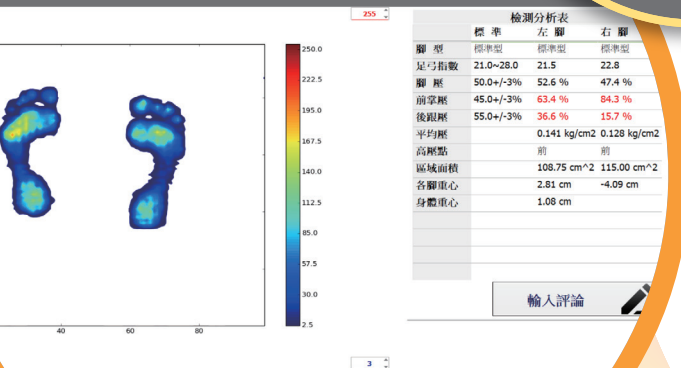 255
250.0
222.5
195.0
167.5
140.0
112.5
85.0
57.5
30.0
2.5
40 60 80
3
檢測分析表
標準 左腳 右腳
腳型 標準型 標準型 標準型
足弓指數 21.0~28.0 21.5 22.8
腳壓 50.0+/-3% 52.6 % 47.4 %
前掌壓 45.0+/-3% 63.4 % 84.3 %
後跟壓 55.0+/-3% 36.6 % 15.7 %
平均壓 0.141 kg/cm2 0.128 kg/cm2
高壓點 前 前
區域面積 108.75 cm^2 115.00 cm^2
各腳重心 2.81 cm -4.09 cm
身體重心 1.08 cm
輸入評論